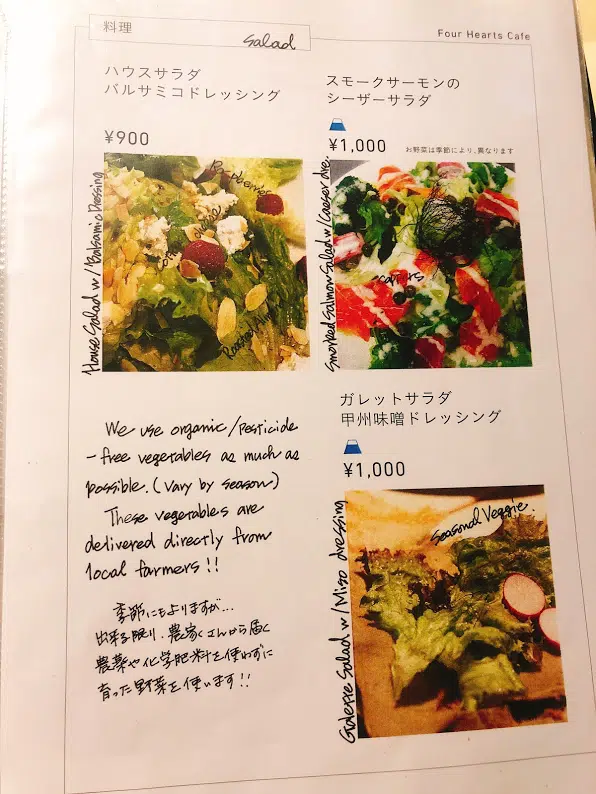 料理
Salad
Four Hearts Cafe
ハウスサラダ
バルサミコドレッシング
¥900
House Salad w/ Balsamic Dressing
Raspberries
スモークサーモンの
シーザーサラダ
¥1,000
お野菜は季節により、異なります
Smorked Salmon Salad w/ Caeser dre.
We use organic/pesticide
-free vegetables as much as
possible. (vary by season)
These vegetables are
delivered directly from
local farmers!!
季節にもよりますが...
出来る限り、農家さんから届く
農薬や化学肥料を使わずに
育った野菜を使います!!
ガレットサラダ
甲州味噌ドレッシング
¥1,000
Galette Salad w/ Miso dressing
Seasonal Veggie.